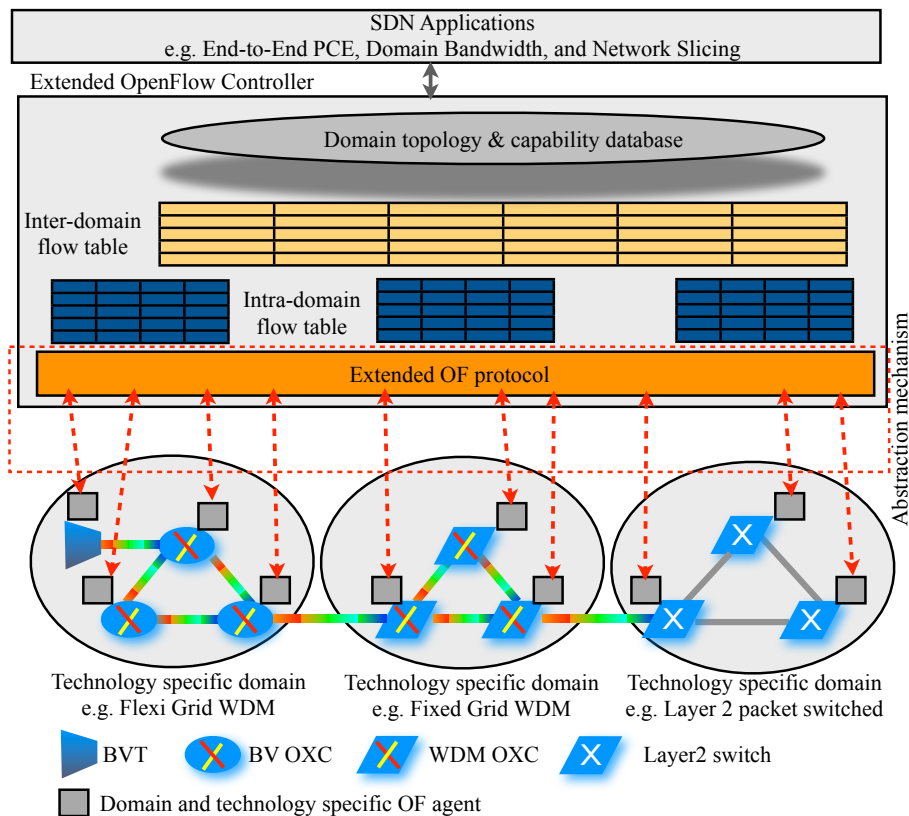 SDN Applications
e.g. End-to-End PCE, Domain Bandwidth, and Network Slicing
Extended OpenFlow Controller
Domain topology & capability database
Inter-domain
flow table
Intra-domain
flow table
Extended OF protocol
Abstraction mechanism
Technology specific domain
e.g. Flexi Grid WDM
Technology specific domain
e.g. Fixed Grid WDM
Technology specific domain
e.g. Layer 2 packet switched
BVT
BV OXC
WDM OXC
Layer2 switch
Domain and technology specific OF agent